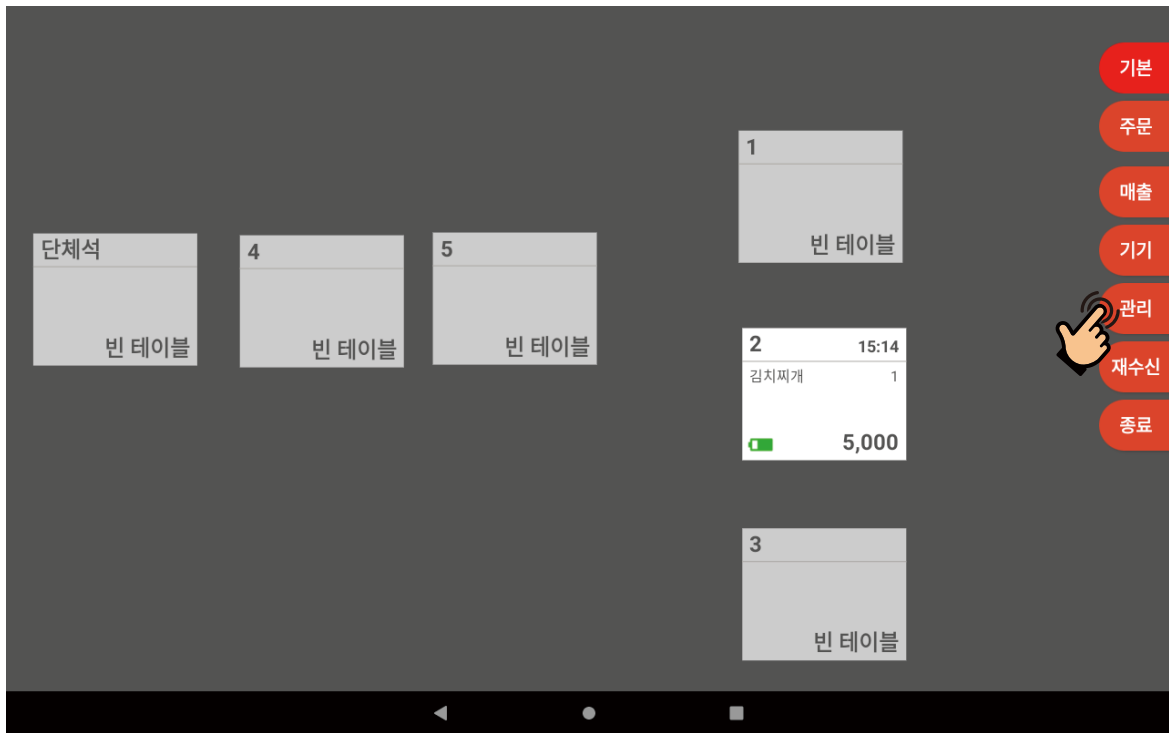 단체석
빈 테이블
4
빈 테이블
5
빈 테이블
1
빈 테이블
2 15:14
김치찌개 1
5,000
3
빈 테이블
기본
주문
매출
기기
관리
재수신
종료